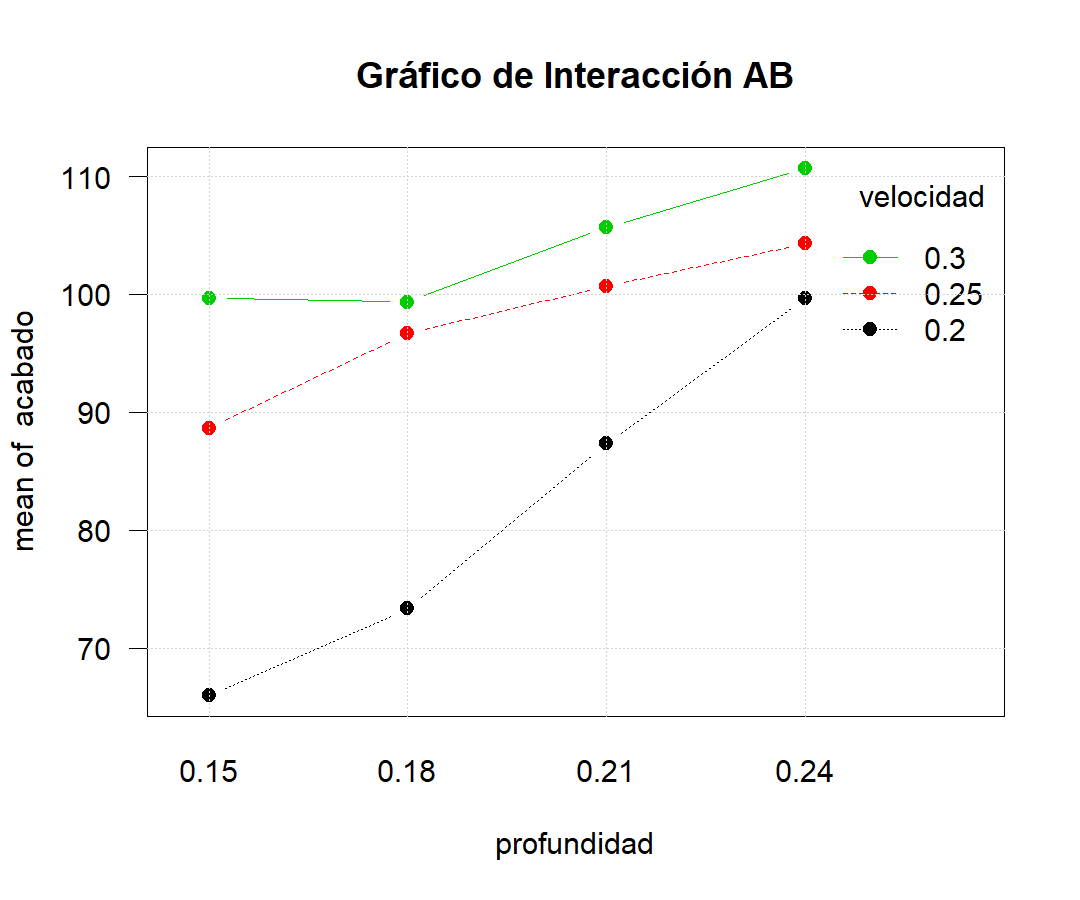 Gráfico de Interacción AB
mean of  acabado
110
100
90
80
70
velocidad
0.3
0.25
0.2
0.15 0.18 0.21 0.24
profundidad